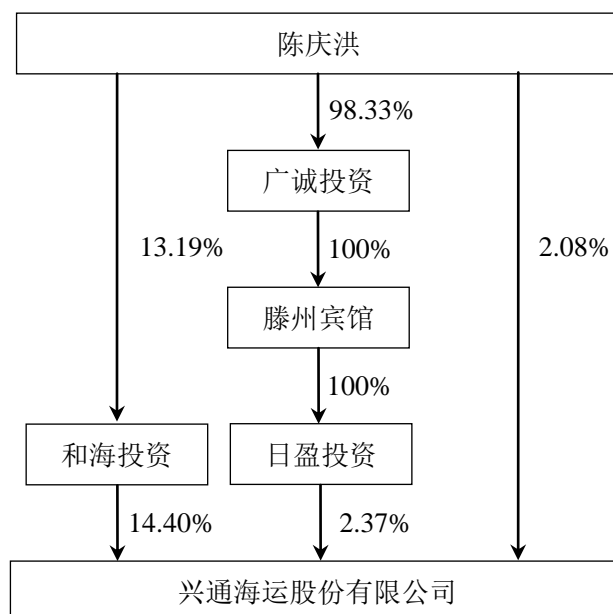 陈庆洪
98.33%
广诚投资
13.19%
100%
2.08%
滕州宾馆
100%
和海投资
日盈投资
14.40%
2.37%
兴通海运股份有限公司